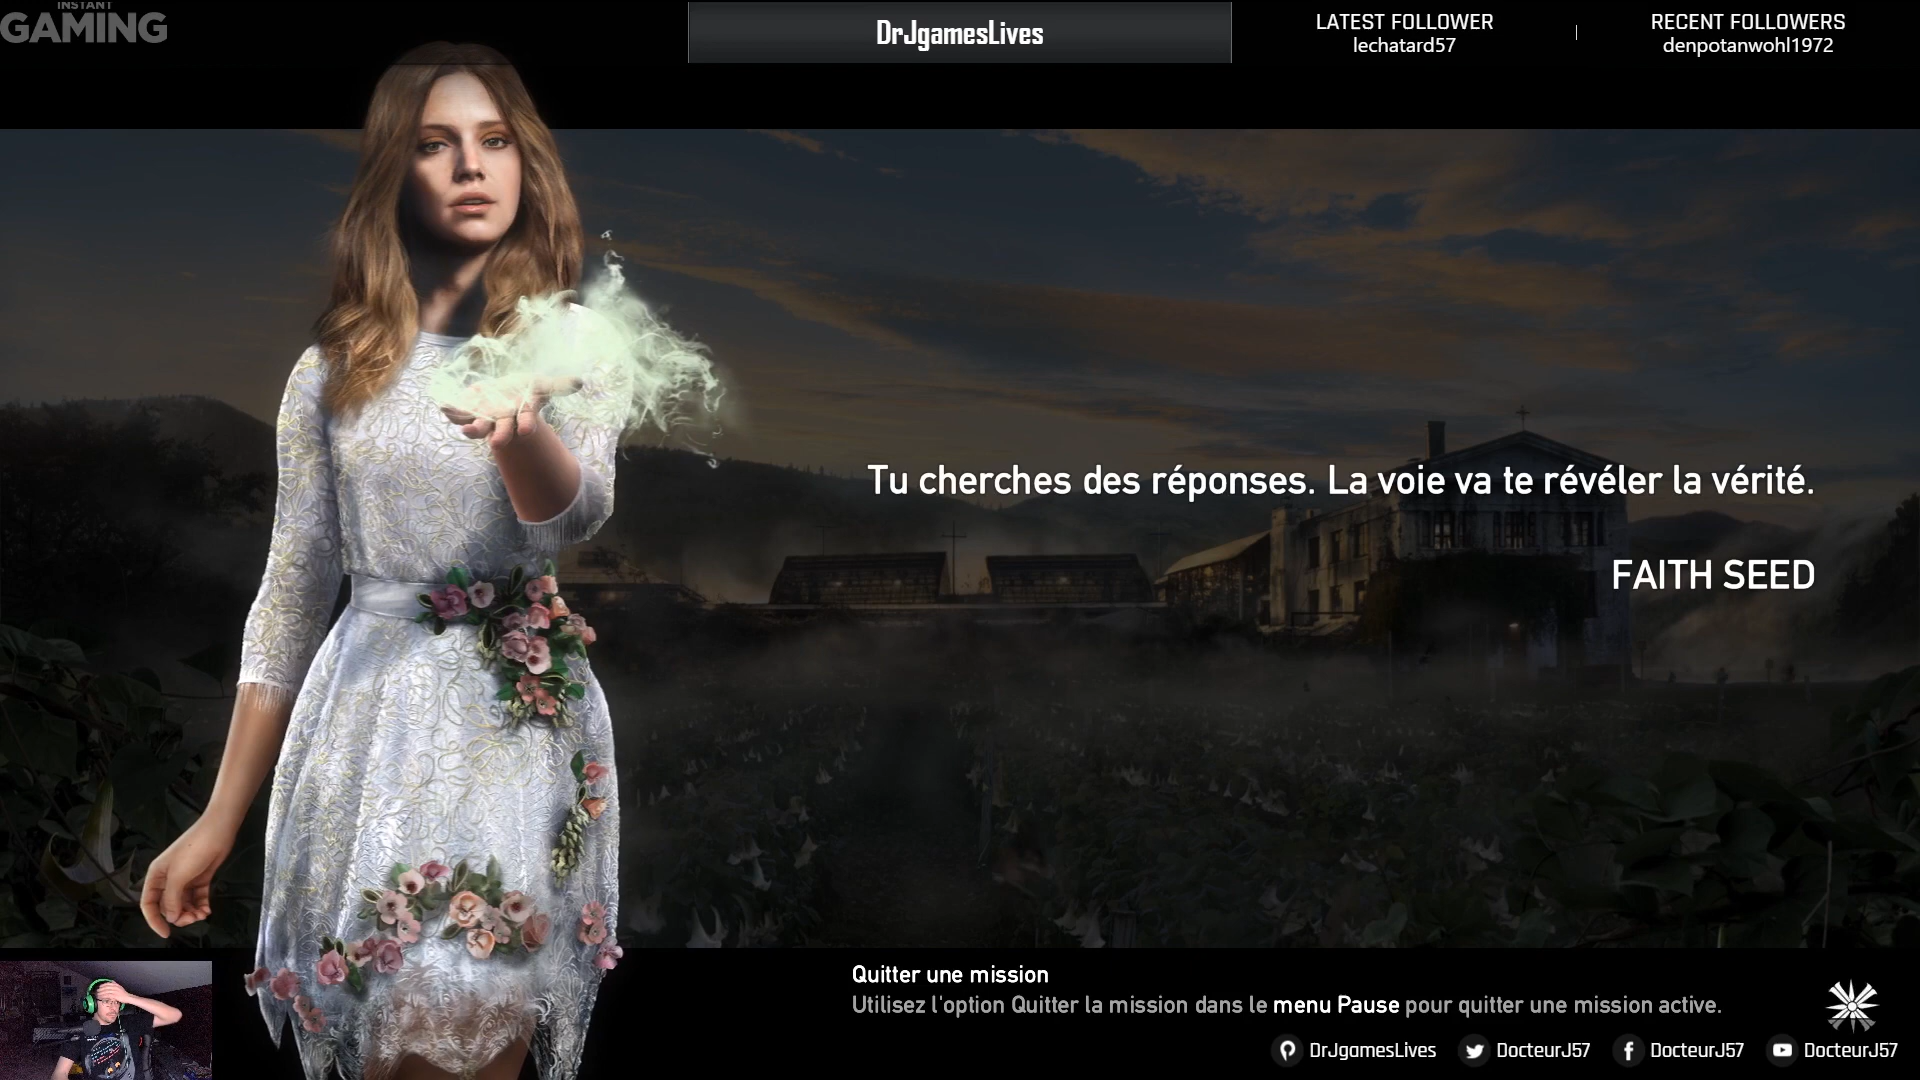 INSTANT
GAMING
DrJgamesLives
LATEST FOLLOWER
lechatard57
RECENT FOLLOWERS
denpotanwohl1972
Tu cherches des réponses. La voie va te révéler la vérité.
FAITH SEED
Quitter une mission
Utilisez l'option Quitter la mission dans le menu Pause pour quitter une mission active.
DrJgamesLives
DocteurJ57
DocteurJ57
DocteurJ57